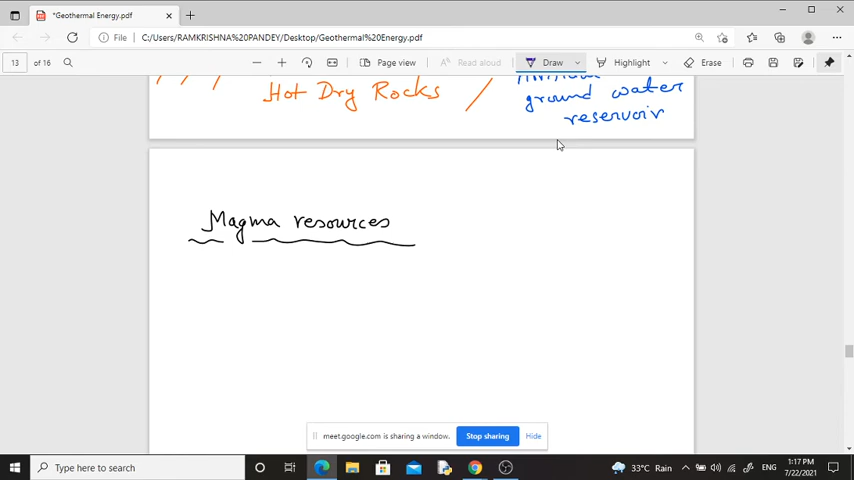 *Geothermal Energy.pdf
File C:/Users/RAMKRISHNA%20PANDEY/Desktop/Geothermal%20Energy.pdf
13 of 16 Page view Read aloud Draw Highlight Erase
Hot Dry Rocks
ground water
reservoir
Magma resources
meet.google.com is sharing a window. Stop sharing Hide
Type here to search
33°C Rain ENG 1:17 PM
7/22/2021